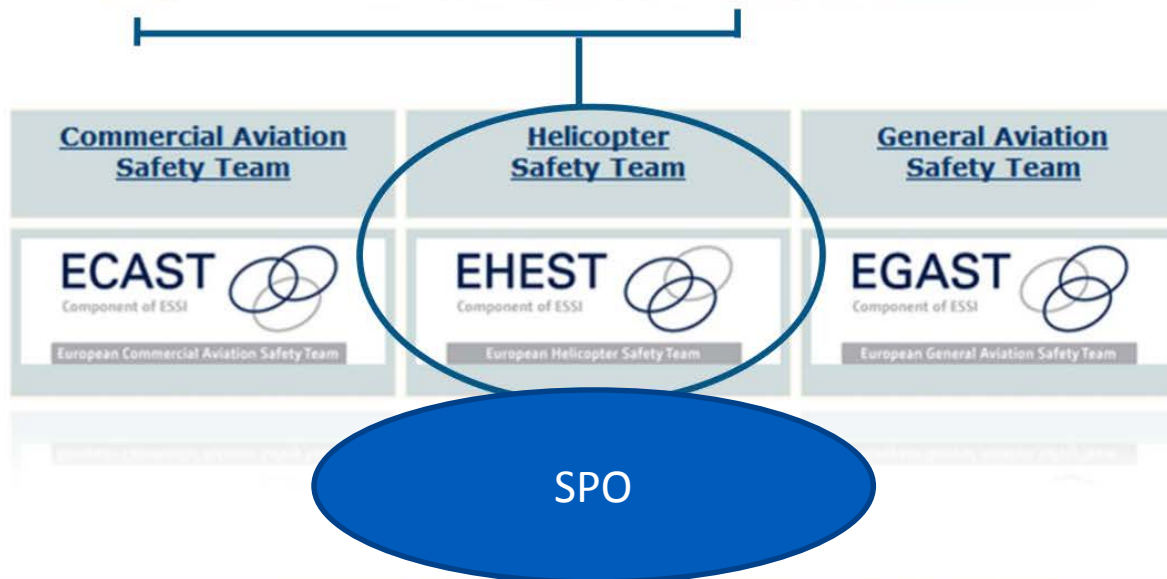 Commercial Aviation
Safety Team
Helicopter
Safety Team
General Aviation
Safety Team
ECAST
Component of ESSI
European Commercial Aviation Safety Team
EHEST
Component of ESSI
European Helicopter Safety Team
EGAST
Component of ESSI
European General Aviation Safety Team
SPO